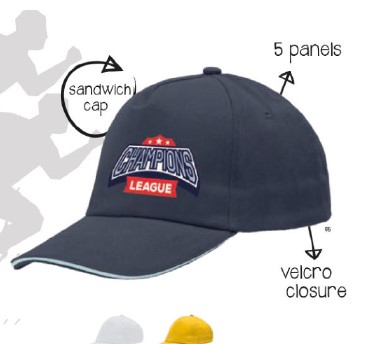 5 panels
sandwich
cap
CHAMPIONS
LEAGUE
velcro
closure